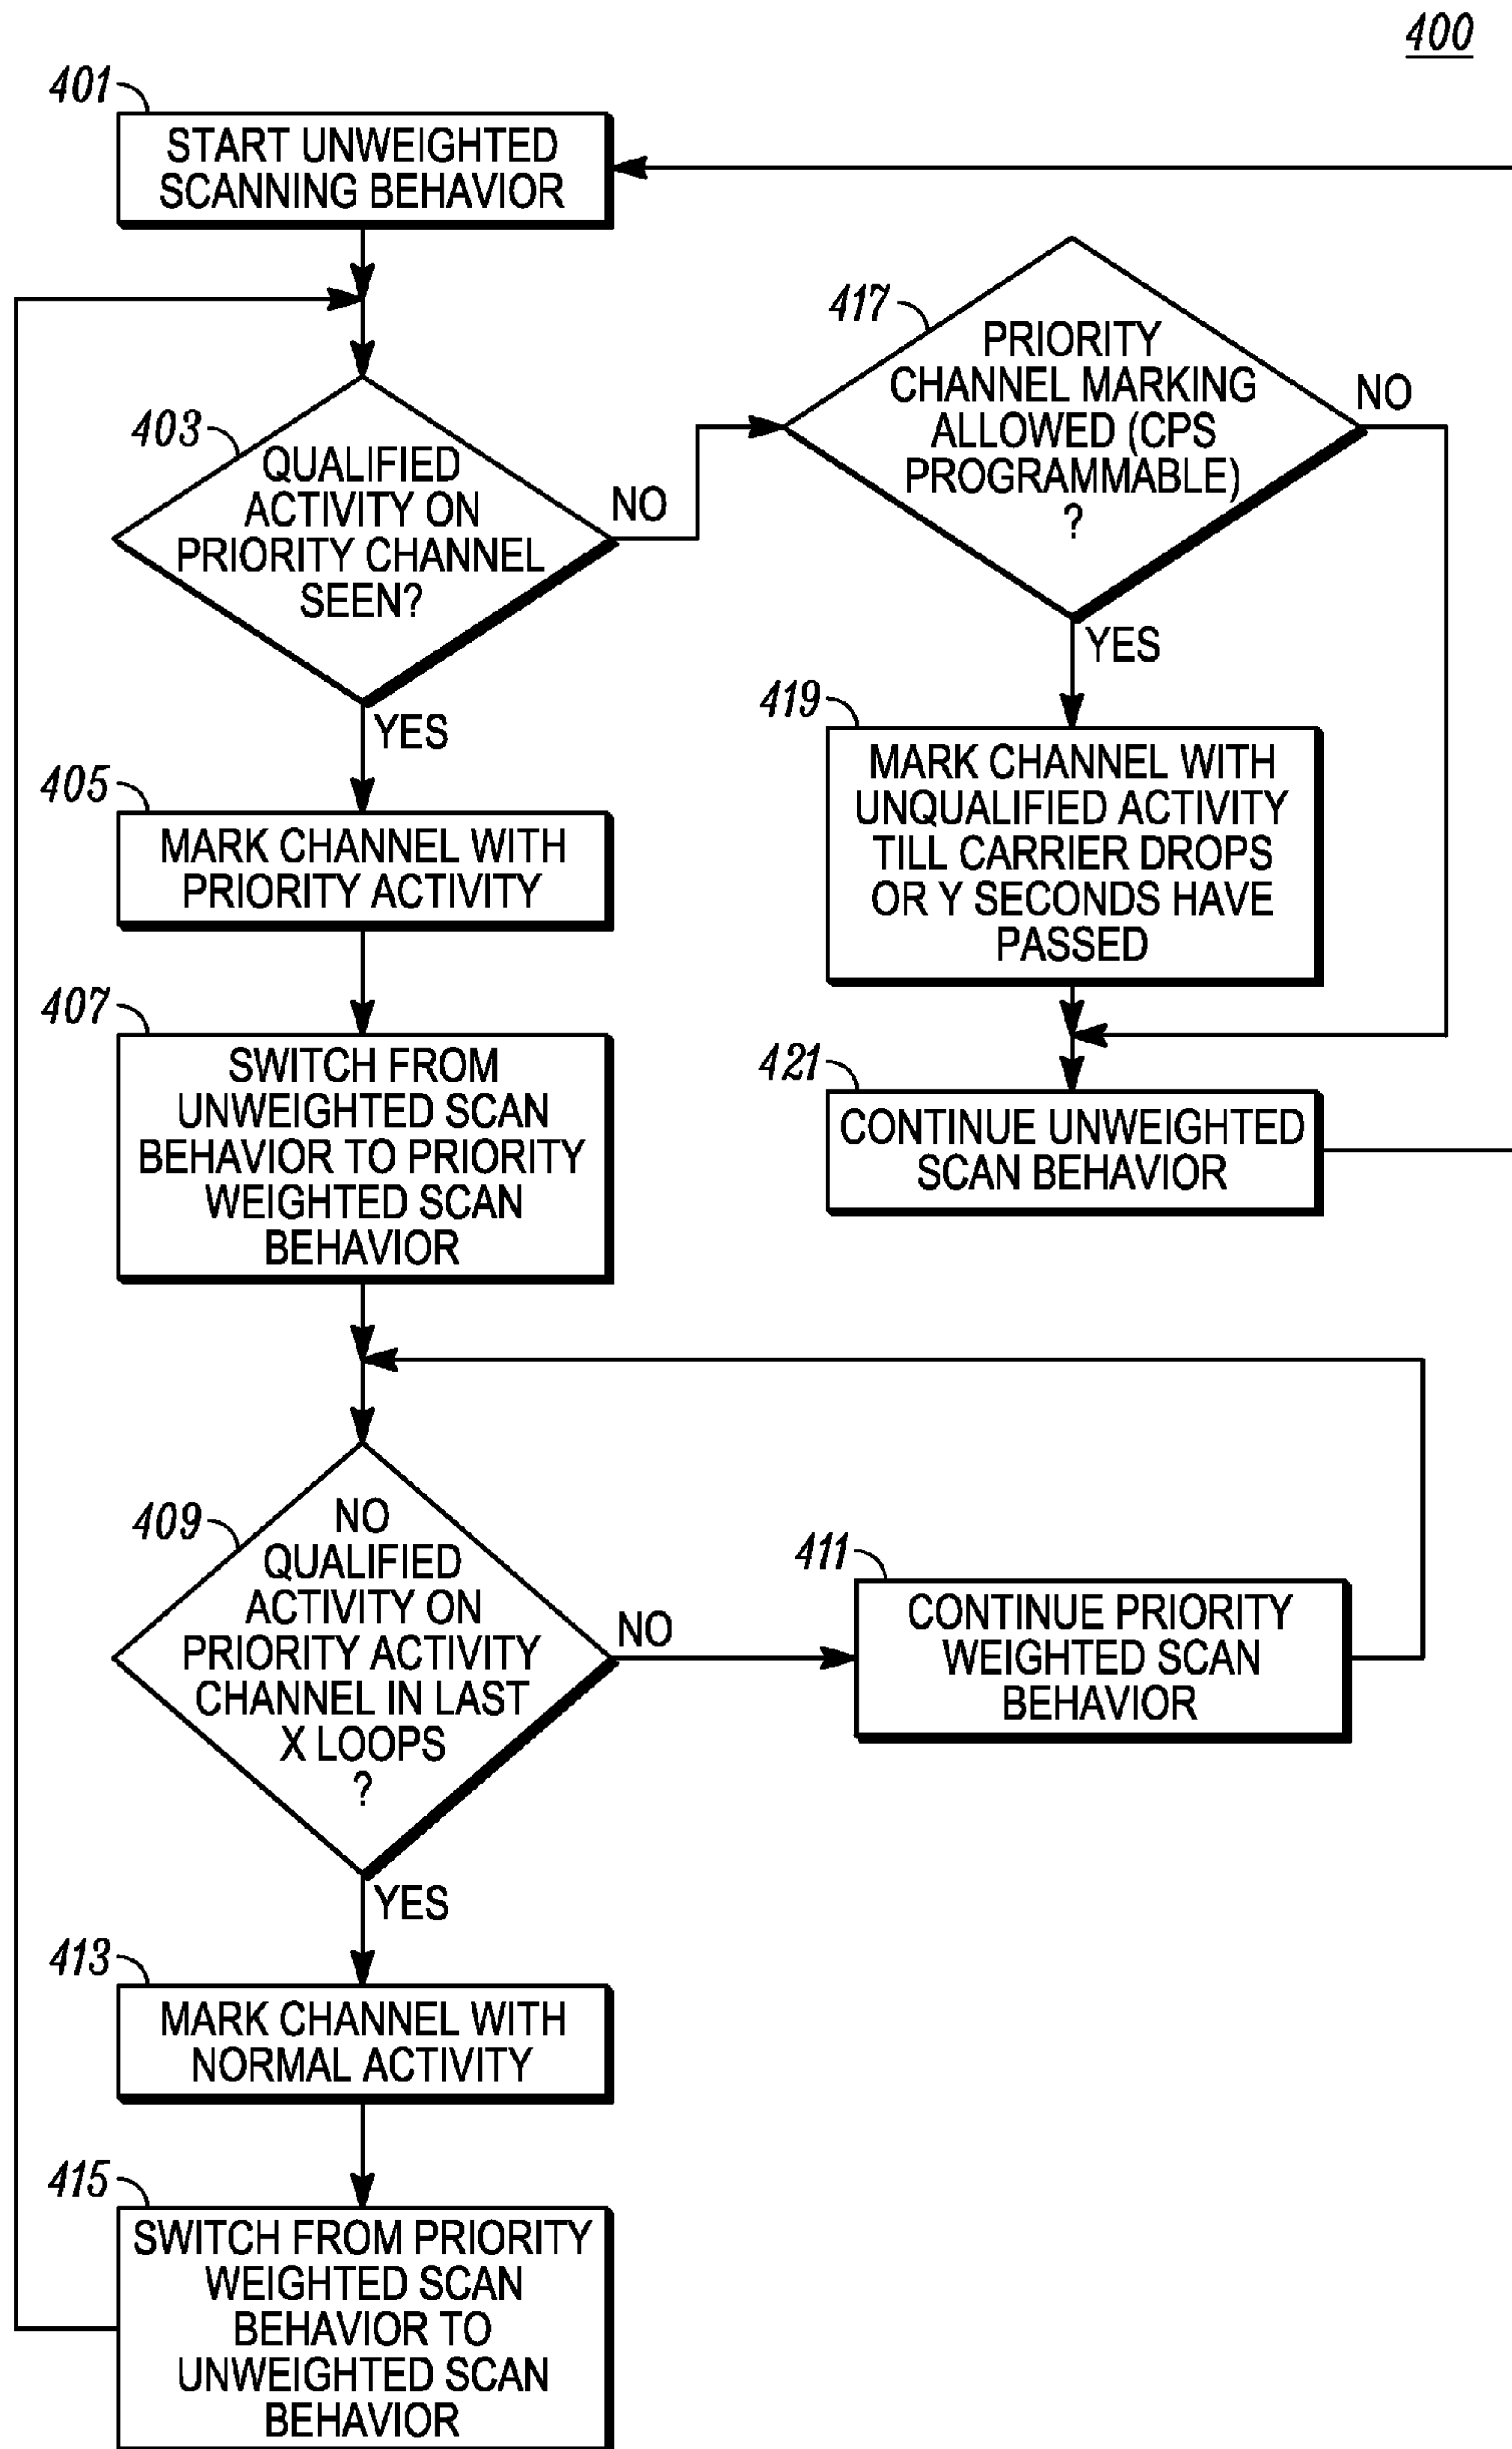 400
401
START UNWEIGHTED
SCANNING BEHAVIOR
403
QUALIFIED
ACTIVITY ON
PRIORITY CHANNEL
SEEN?
NO
YES
417
PRIORITY
CHANNEL MARKING
ALLOWED (CPS
PROGRAMMABLE)
?
NO
YES
405
MARK CHANNEL WITH
PRIORITY ACTIVITY
419
MARK CHANNEL WITH
UNQUALIFIED ACTIVITY
TILL CARRIER DROPS
OR Y SECONDS HAVE
PASSED
407
SWITCH FROM
UNWEIGHTED SCAN
BEHAVIOR TO PRIORITY
WEIGHTED SCAN
BEHAVIOR
421
CONTINUE UNWEIGHTED
SCAN BEHAVIOR
409
NO
QUALIFIED
ACTIVITY ON
PRIORITY ACTIVITY
CHANNEL IN LAST
X LOOPS
?
NO
YES
411
CONTINUE PRIORITY
WEIGHTED SCAN
BEHAVIOR
413
MARK CHANNEL WITH
NORMAL ACTIVITY
415
SWITCH FROM PRIORITY
WEIGHTED SCAN
BEHAVIOR TO
UNWEIGHTED SCAN
BEHAVIOR